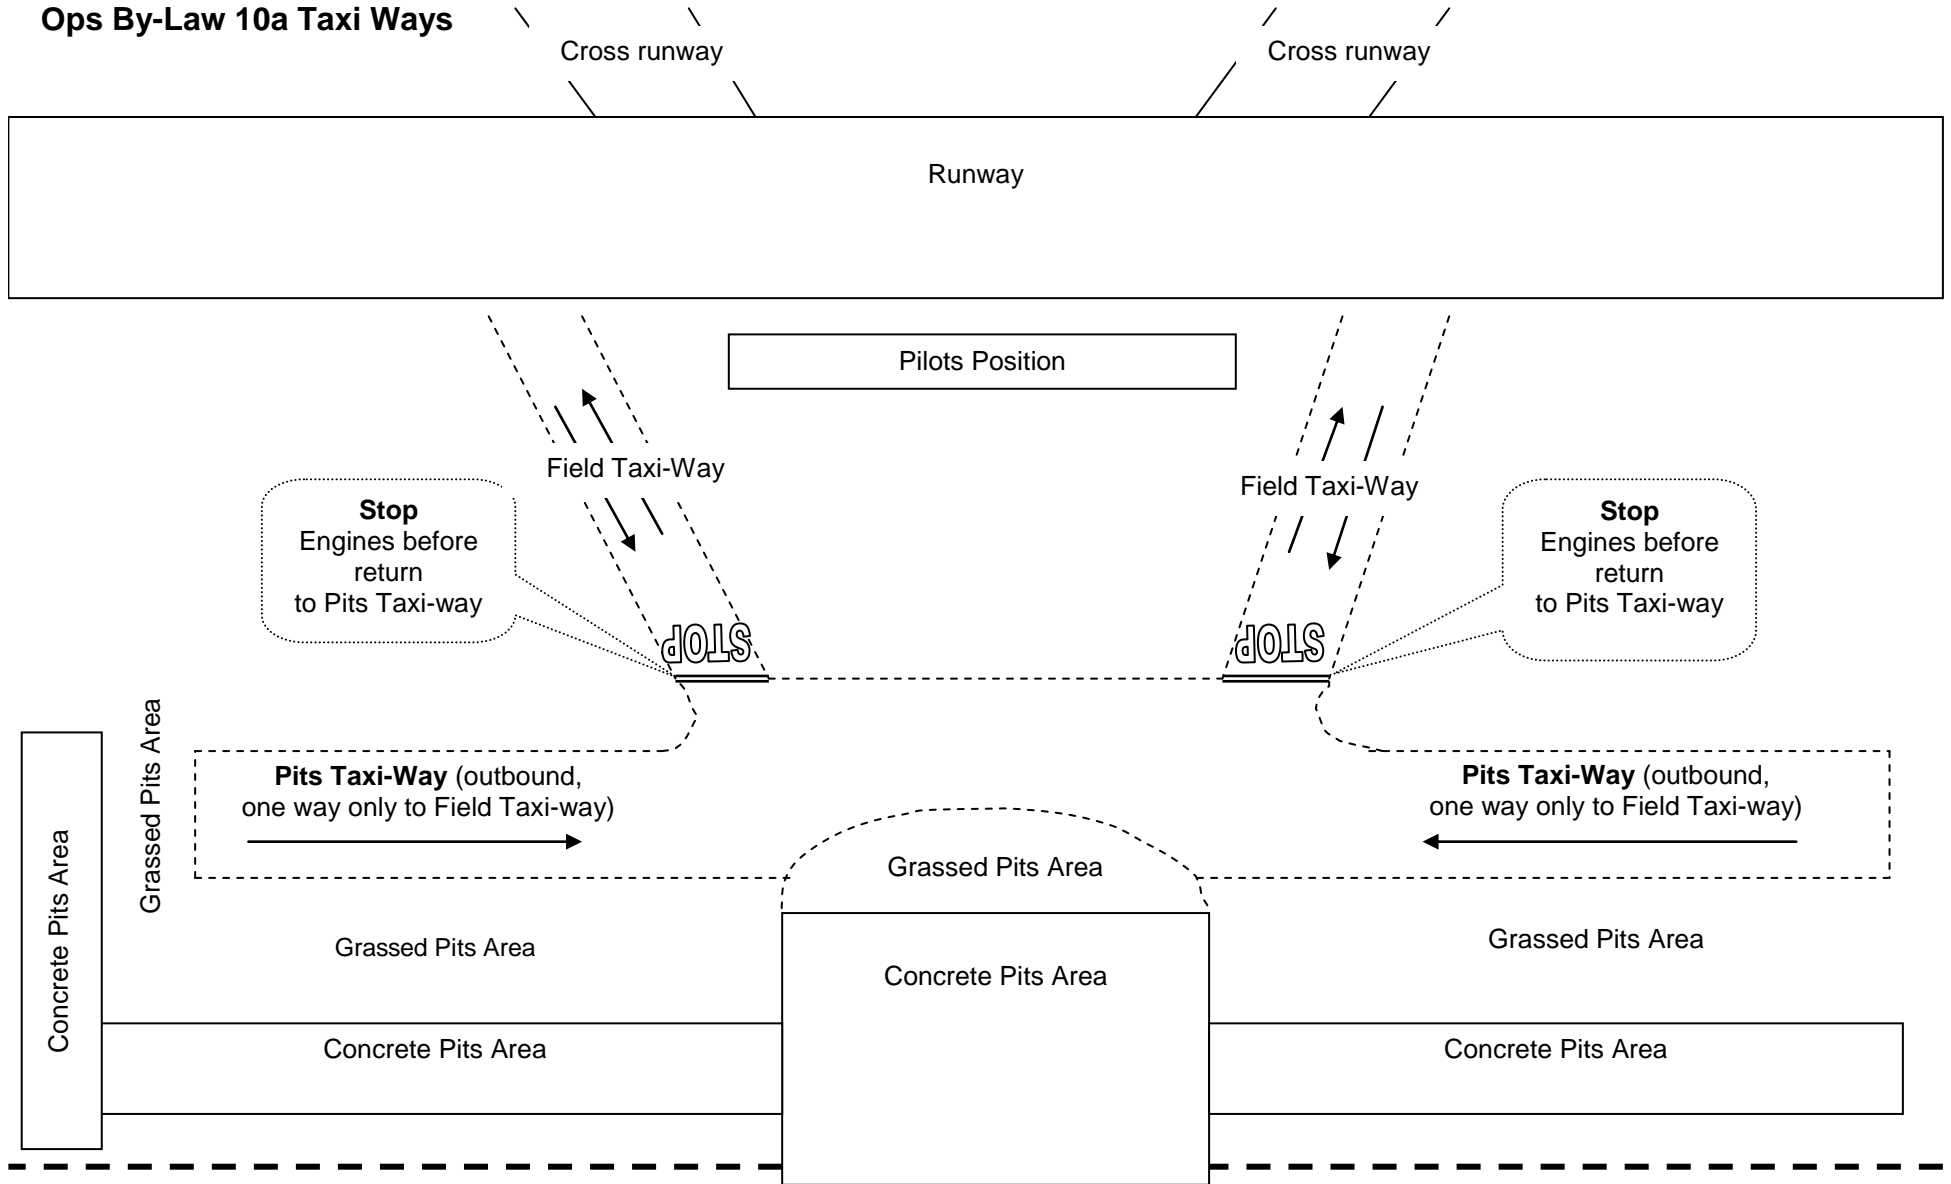 Ops By-Law 10a Taxi Ways
Cross runway
Cross runway
Runway
Pilots Position
Field Taxi-Way
Field Taxi-Way
Stop
Engines before
return
to Pits Taxi-way
Stop
Engines before
return
to Pits Taxi-way
STOP
STOP
Grassed Pits Area
Concrete Pits Area
Pits Taxi-Way (outbound,
one way only to Field Taxi-way)
Pits Taxi-Way (outbound,
one way only to Field Taxi-way)
Grassed Pits Area
Grassed Pits Area
Grassed Pits Area
Concrete Pits Area
Concrete Pits Area
Concrete Pits Area